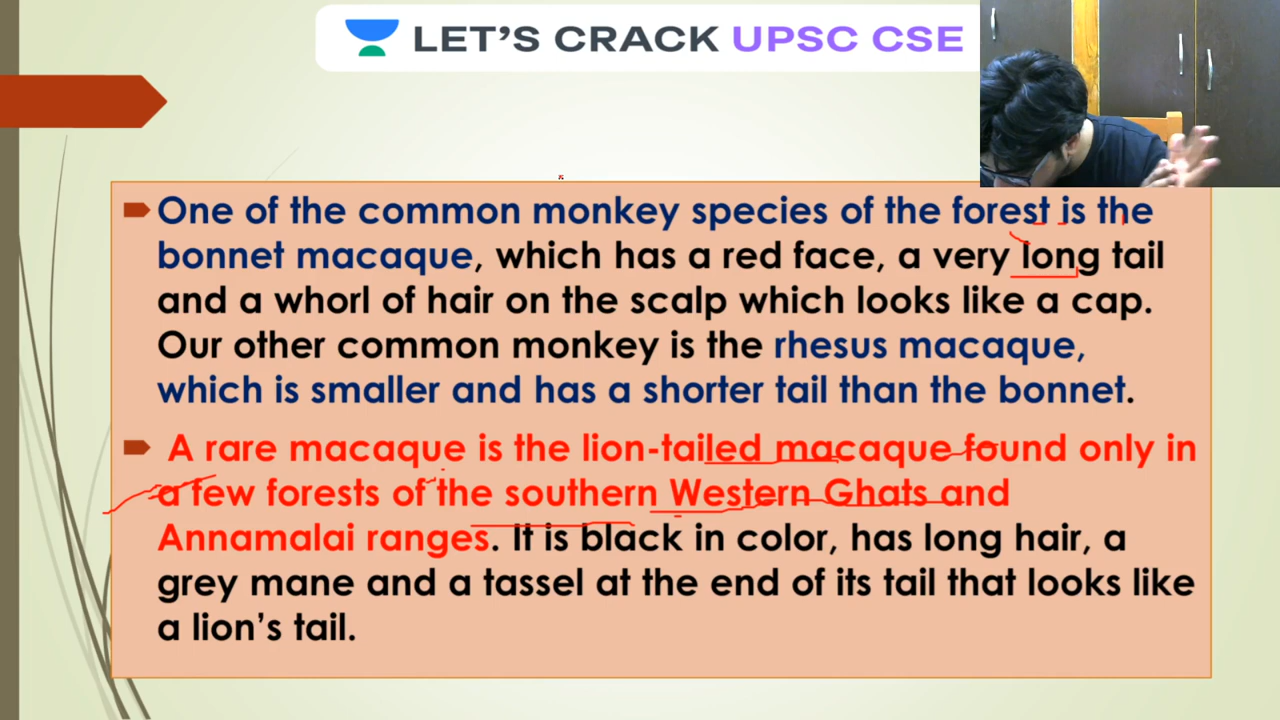 LET'S CRACK UPSC CSE
One of the common monkey species of the forest is the
bonnet macaque, which has a red face, a very long tail
and a whorl of hair on the scalp which looks like a cap.
Our other common monkey is the rhesus macaque,
which is smaller and has a shorter tail than the bonnet.
A rare macaque is the lion-tailed macaque found only in
a few forests of the southern Western Ghats and
Annamalai ranges. It is black in color, has long hair, a
grey mane and a tassel at the end of its tail that looks like
a lion’s tail.